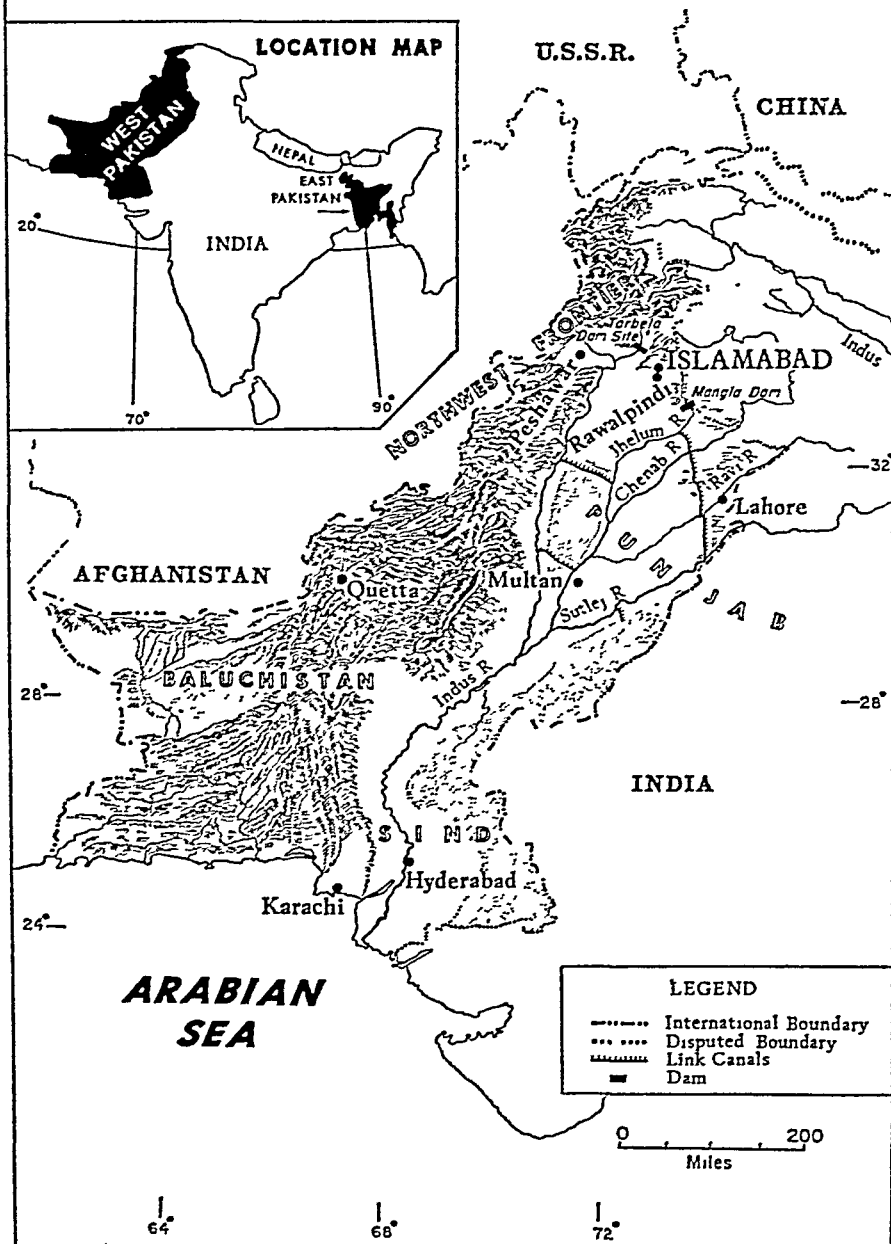 LOCATION MAP
WEST
PAKISTAN
NEPAL
EAST
PAKISTAN
20°
INDIA
70°
90°
U.S.S.R.
CHINA
NORTHWEST FRONTIER
Tarbela
Dam Site
Indus
ISLAMABAD
Peshawar
Rawalpindi
Mangla Dam
Jhelum R
Chenab R
Ravi R
32°
Lahore
PUNJAB
AFGHANISTAN
Quetta
Multan
Sutlej R
Indus R
BALUCHISTAN
28°
28°
INDIA
SIND
Hyderabad
Karachi
24°
ARABIAN
SEA
LEGEND
International Boundary
Disputed Boundary
Link Canals
Dam
0 200
Miles
64°
68°
72°